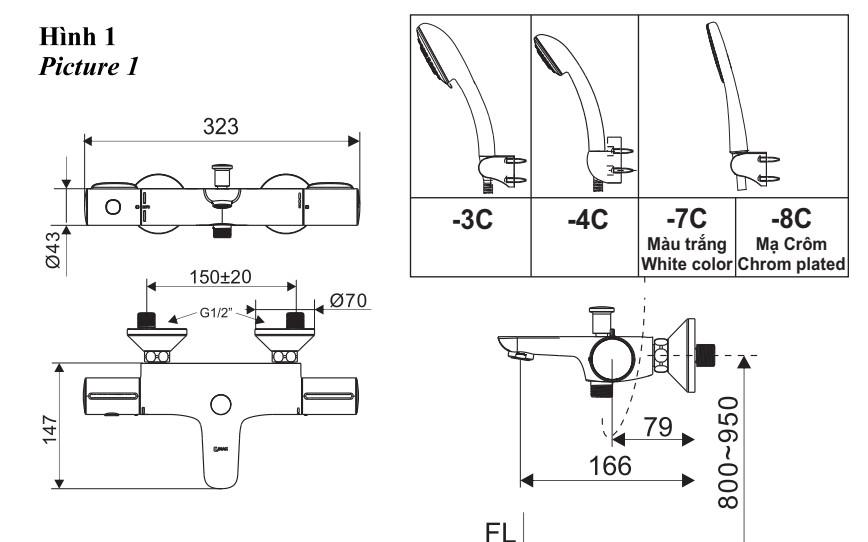 Hình 1
Picture 1
323
Ø43
150±20
G1/2"
Ø70
147
-3C
-4C
-7C
Màu trắng
White color
-8C
Mạ Crôm
Chrom plated
79
166
800~950
FL